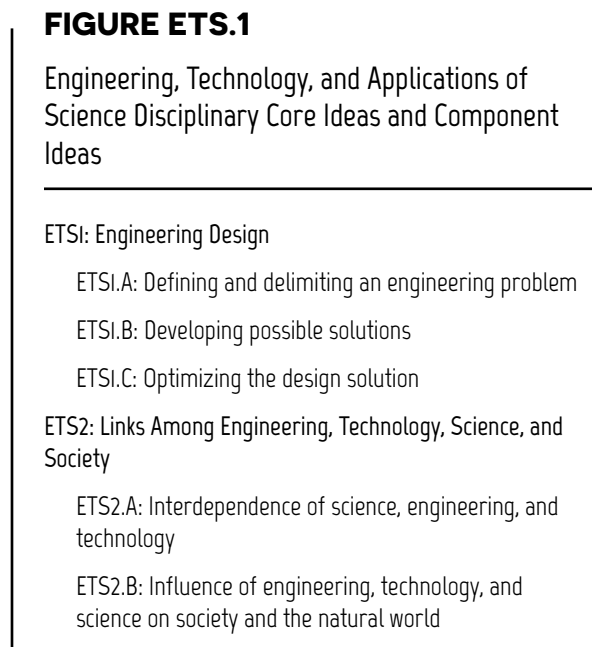 FIGURE ETS.1
Engineering, Technology, and Applications of
Science Disciplinary Core Ideas and Component
Ideas
ETS1: Engineering Design
ETS1.A: Defining and delimiting an engineering problem
ETS1.B: Developing possible solutions
ETS1.C: Optimizing the design solution
ETS2: Links Among Engineering, Technology, Science, and
Society
ETS2.A: Interdependence of science, engineering, and
technology
ETS2.B: Influence of engineering, technology, and
science on society and the natural world